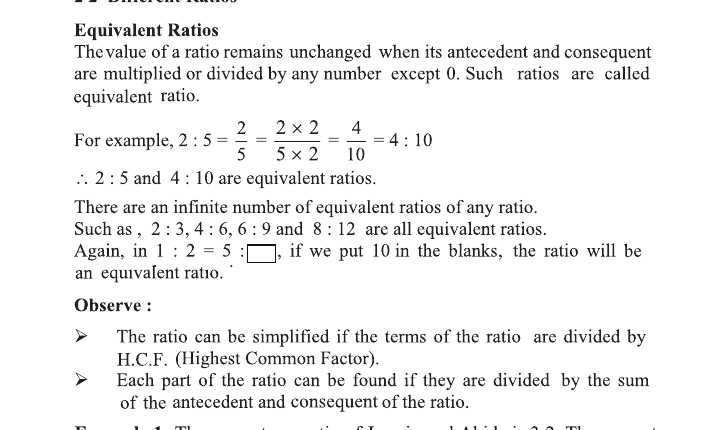 Equivalent Ratios
The value of a ratio remains unchanged when its antecedent and consequent
are multiplied or divided by any number except 0. Such ratios are called
equivalent ratio.
For example, 2 : 5 = 2/5 = (2 × 2)/(5 × 2) = 4/10 = 4 : 10
∴ 2 : 5 and 4 : 10 are equivalent ratios.
There are an infinite number of equivalent ratios of any ratio.
Such as , 2 : 3, 4 : 6, 6 : 9 and 8 : 12 are all equivalent ratios.
Again, in 1 : 2 = 5 : □, if we put 10 in the blanks, the ratio will be
an equivalent ratio.
Observe :
➢ The ratio can be simplified if the terms of the ratio are divided by
H.C.F. (Highest Common Factor).
➢ Each part of the ratio can be found if they are divided by the sum
of the antecedent and consequent of the ratio.